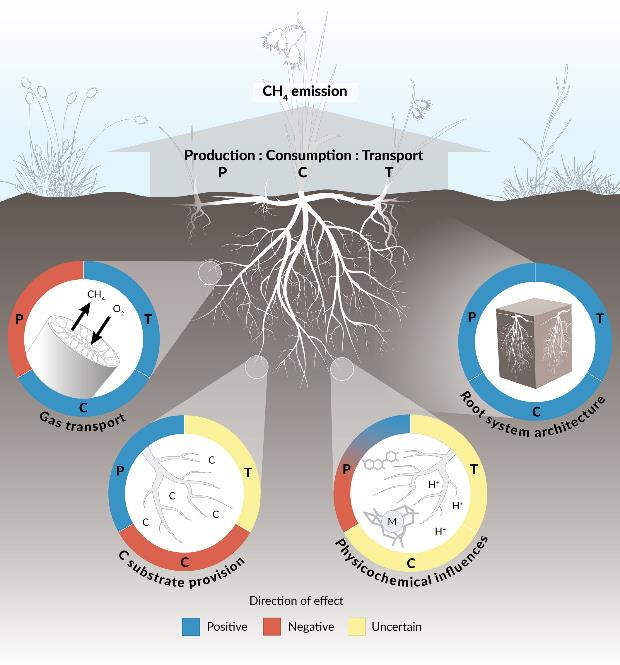 CH₄ emission
Production : Consumption : Transport
P C T
CH₄
O₂
P
T
C
Gas transport
P
T
C
Root system architecture
C
C
C
C
P
T
C
C substrate provision
H⁺
H⁺
H⁺
M
P
T
C
Physicochemical influences
Direction of effect
Positive Negative Uncertain